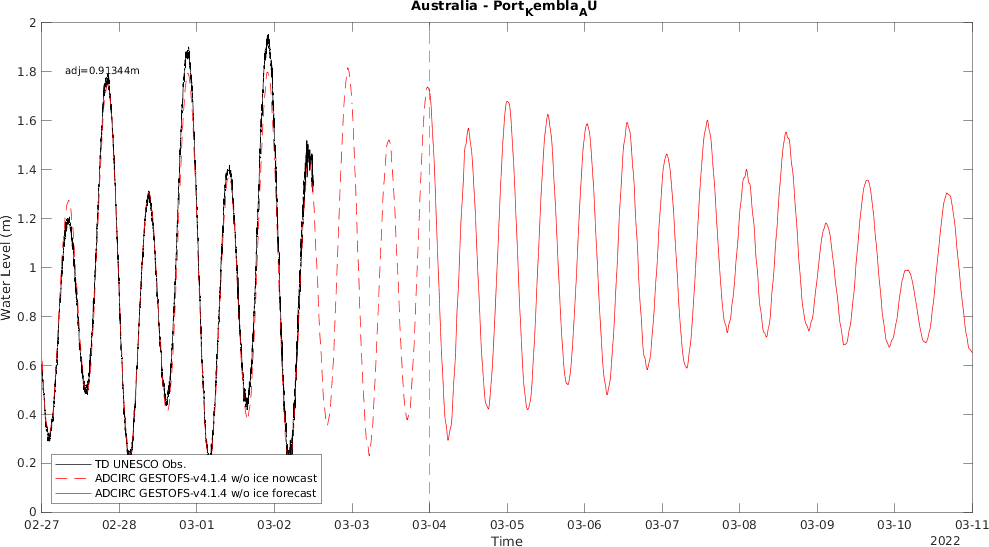 Australia - Port_Kembla_AU
adj=0.91344m
Water Level (m)
2
1.8
1.6
1.4
1.2
1
0.8
0.6
0.4
0.2
0
TD UNESCO Obs.
ADCIRC GESTOFS-v4.1.4 w/o ice nowcast
ADCIRC GESTOFS-v4.1.4 w/o ice forecast
02-27 02-28 03-01 03-02 03-03 03-04 03-05 03-06 03-07 03-08 03-09 03-10 03-11
Time
2022